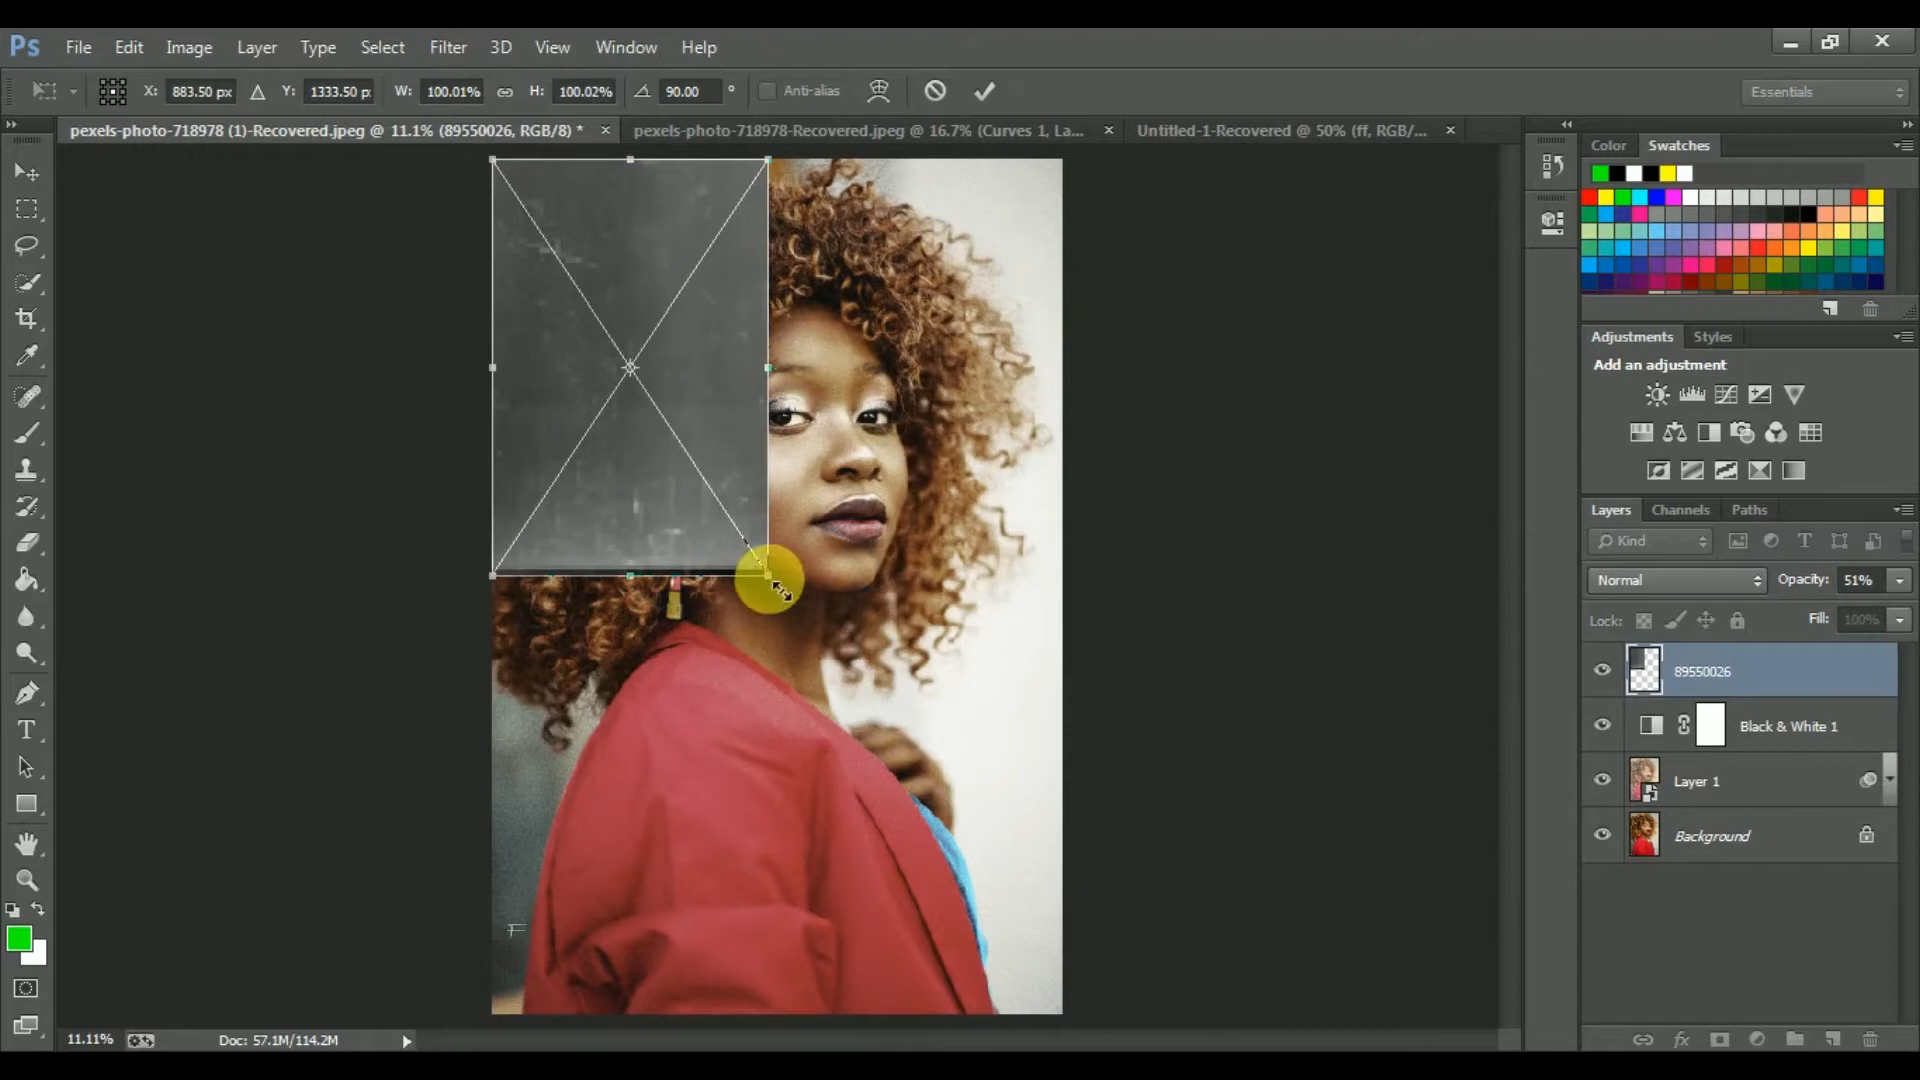 Ps File Edit Image Layer Type Select Filter 3D View Window Help
X: 883.50 px Y: 1333.50 p: W: 100.01% H: 100.02% 90.00 ° Anti-alias Essentials
pexels-photo-718978 (1)-Recovered.jpeg @ 11.1% (89550026, RGB/8) * × pexels-photo-718978-Recovered.jpeg @ 16.7% (Curves 1, La... × Untitled-1-Recovered @ 50% (ff, RGB/... ×
Color Swatches
Adjustments Styles
Add an adjustment
Layers Channels Paths
Kind
Normal Opacity: 51%
Lock: Fill: 100%
89550026
Black & White 1
Layer 1
Background
11.11% Doc: 57.1M/114.2M